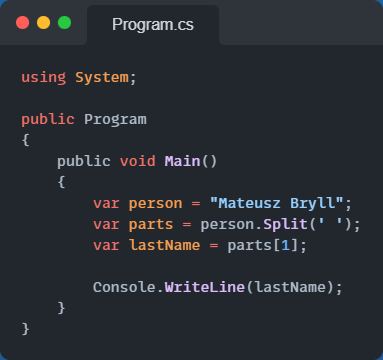 Program.cs
using System;
public Program
{
public void Main()
{
var person = "Mateusz Bryll";
var parts = person.Split(' ');
var lastName = parts[1];
Console.WriteLine(lastName);
}
}